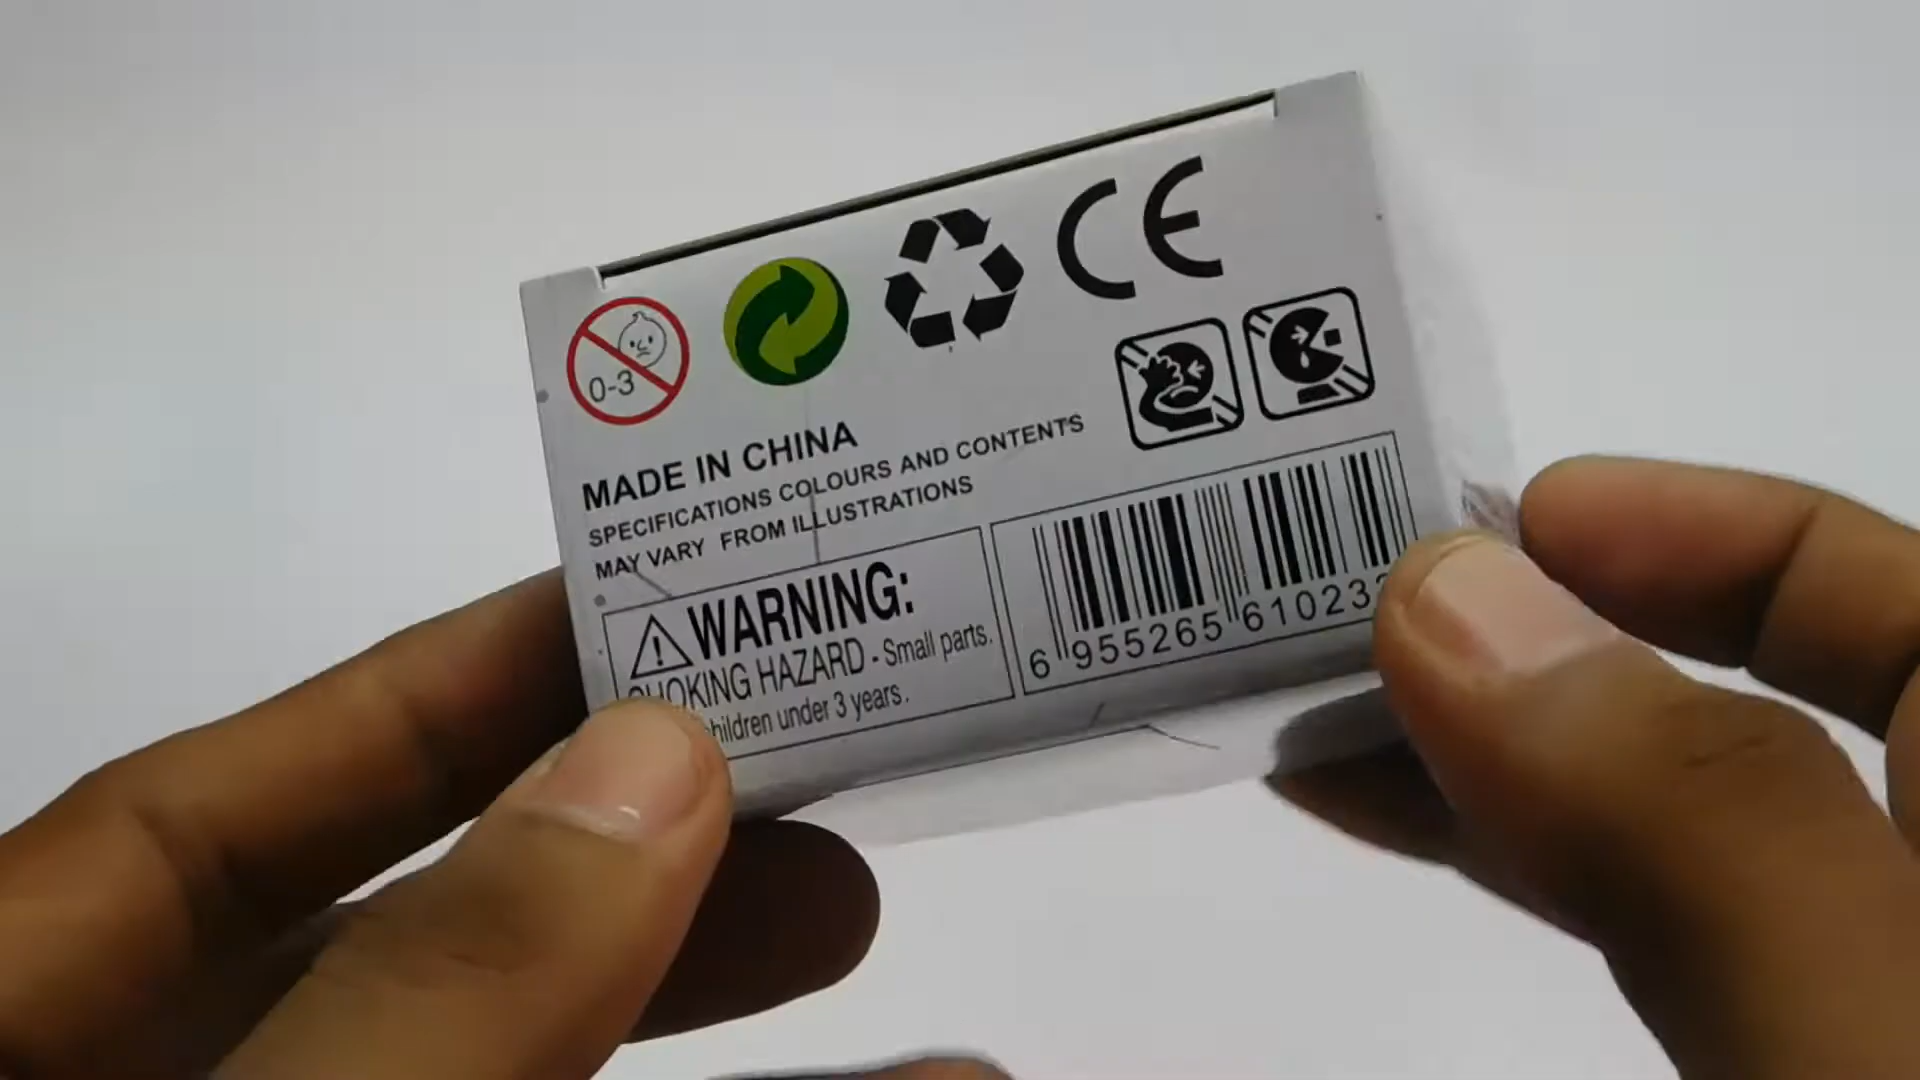 CE
0-3
MADE IN CHINA
SPECIFICATIONS COLOURS AND CONTENTS
MAY VARY FROM ILLUSTRATIONS
WARNING:
CHOKING HAZARD - Small parts.
children under 3 years.
6 955265 61023